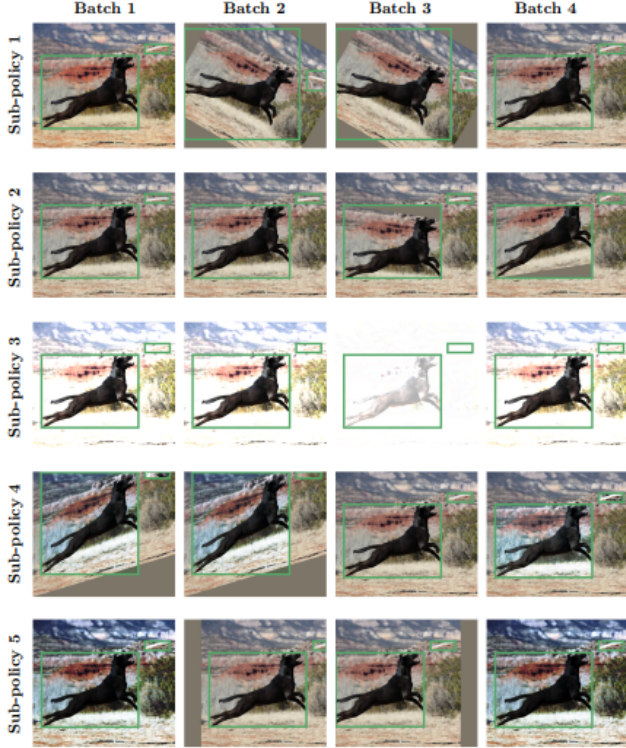 Batch 1 Batch 2 Batch 3 Batch 4
Sub-policy 1
Sub-policy 2
Sub-policy 3
Sub-policy 4
Sub-policy 5